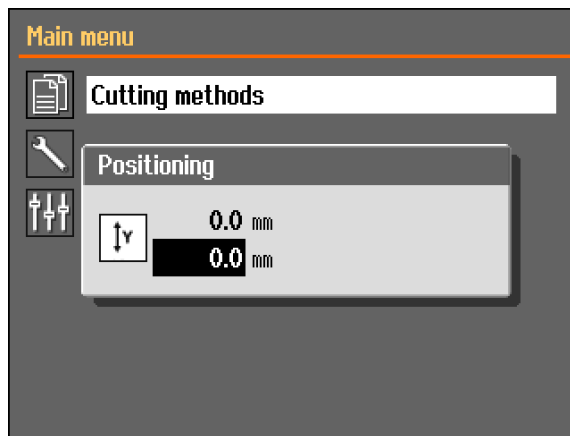 Main menu
Cutting methods
Positioning
0.0 mm
Y 0.0 mm